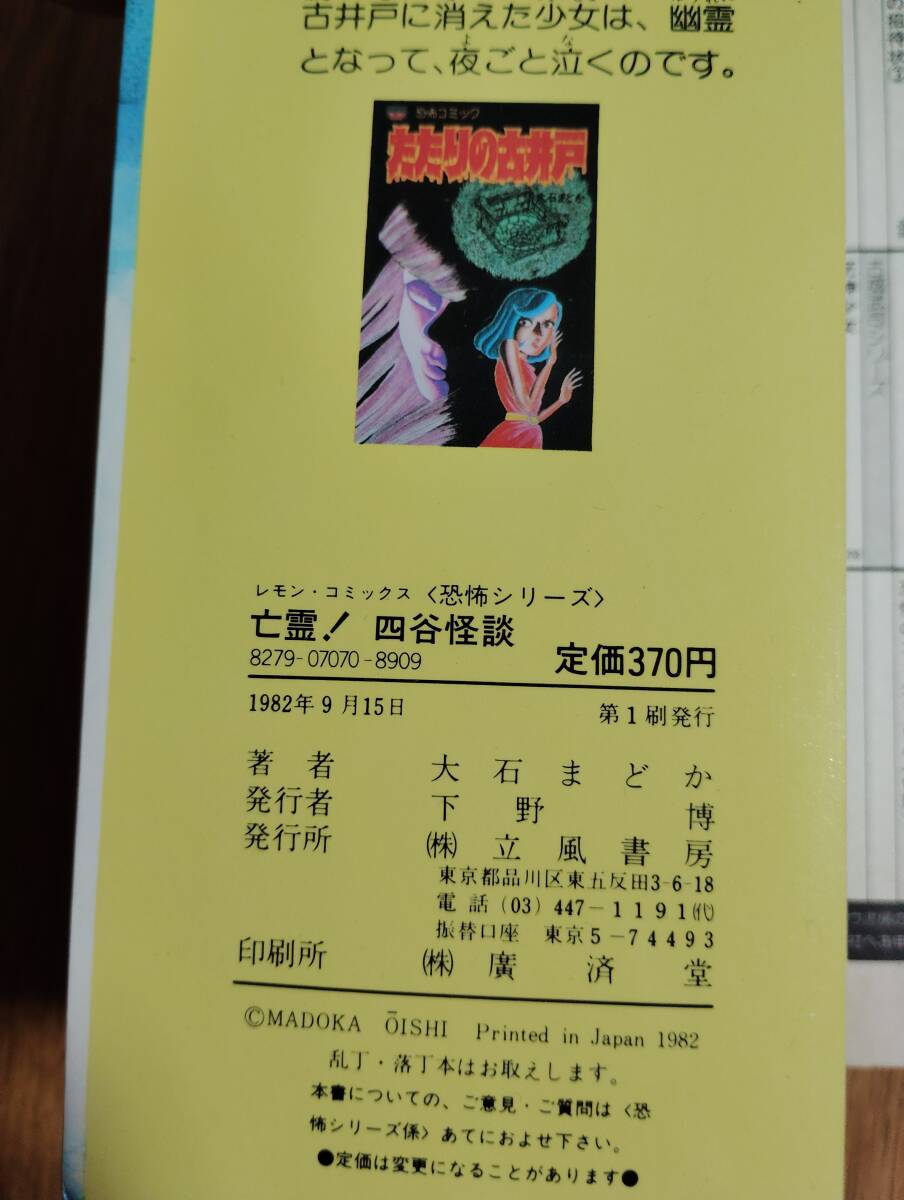 古井戸に消えた少女は、幽霊
となって、夜ごと泣くのです。
恐怖コミック
たたりの古井戸
大石まどか
レモン・コミックス〈恐怖シリーズ〉
亡霊! 四谷怪談
8279-07070-8909
定価370円
1982年9月15日 第1刷発行
著者 大石まどか
発行者 下野博
発行所 ㈱立風書房
東京都品川区東五反田3-6-18
電話(03)447-1191㈹
振替口座 東京5-74493
印刷所 ㈱廣済堂
©MADOKA ŌISHI Printed in Japan 1982
乱丁・落丁本はお取えします。
本書についての、ご意見・ご質問は〈恐
怖シリーズ係〉あてにおよせ下さい。
●定価は変更になることがあります●